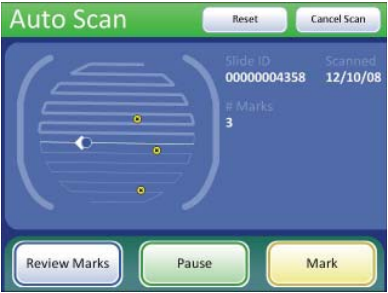 Auto Scan
Reset
Cancel Scan
Slide ID
Scanned
00000004358
12/10/08
# Marks
3
Review Marks
Pause
Mark